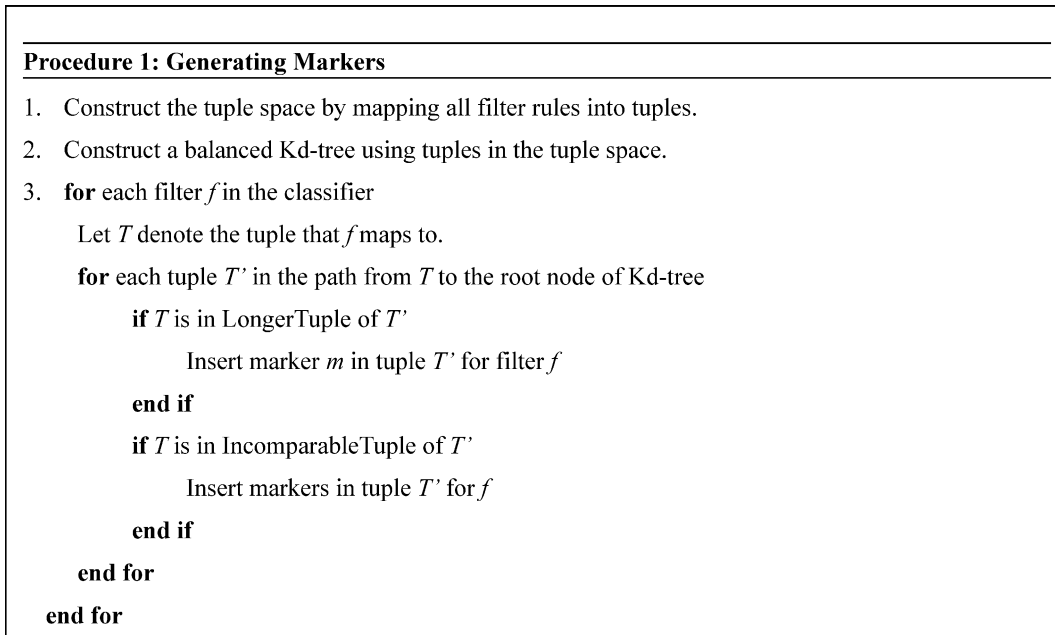 Procedure 1: Generating Markers
1. Construct the tuple space by mapping all filter rules into tuples.
2. Construct a balanced Kd-tree using tuples in the tuple space.
3. for each filter f in the classifier
Let T denote the tuple that f maps to.
for each tuple T’ in the path from T to the root node of Kd-tree
if T is in LongerTuple of T’
Insert marker m in tuple T’ for filter f
end if
if T is in IncomparableTuple of T’
Insert markers in tuple T’ for f
end if
end for
end for